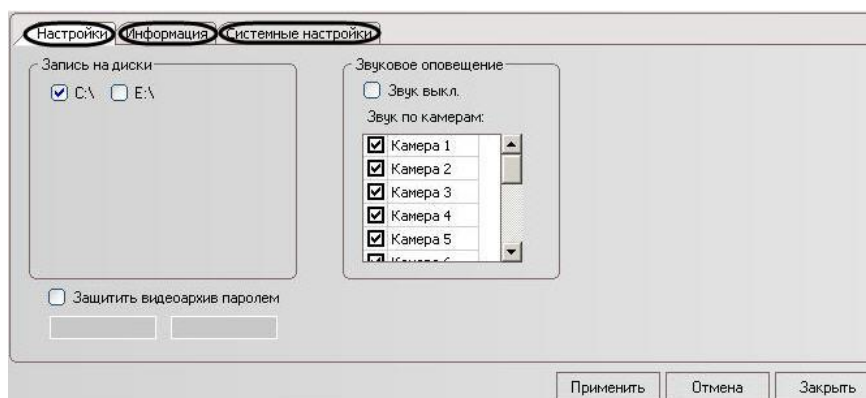 Настройки Информация Системные настройки
Запись на диски
C:\ E:\
Защитить видеоархив паролем
Звуковое оповещение
Звук выкл.
Звук по камерам:
Камера 1
Камера 2
Камера 3
Камера 4
Камера 5
Применить Отмена Закрыть